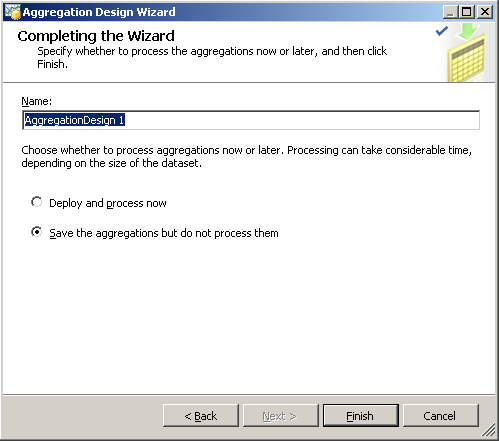 Aggregation Design Wizard
Completing the Wizard
Specify whether to process the aggregations now or later, and then click
Finish.
Name:
AggregationDesign 1
Choose whether to process aggregations now or later. Processing can take considerable time,
depending on the size of the dataset.
Deploy and process now
Save the aggregations but do not process them
< Back Next > Finish Cancel